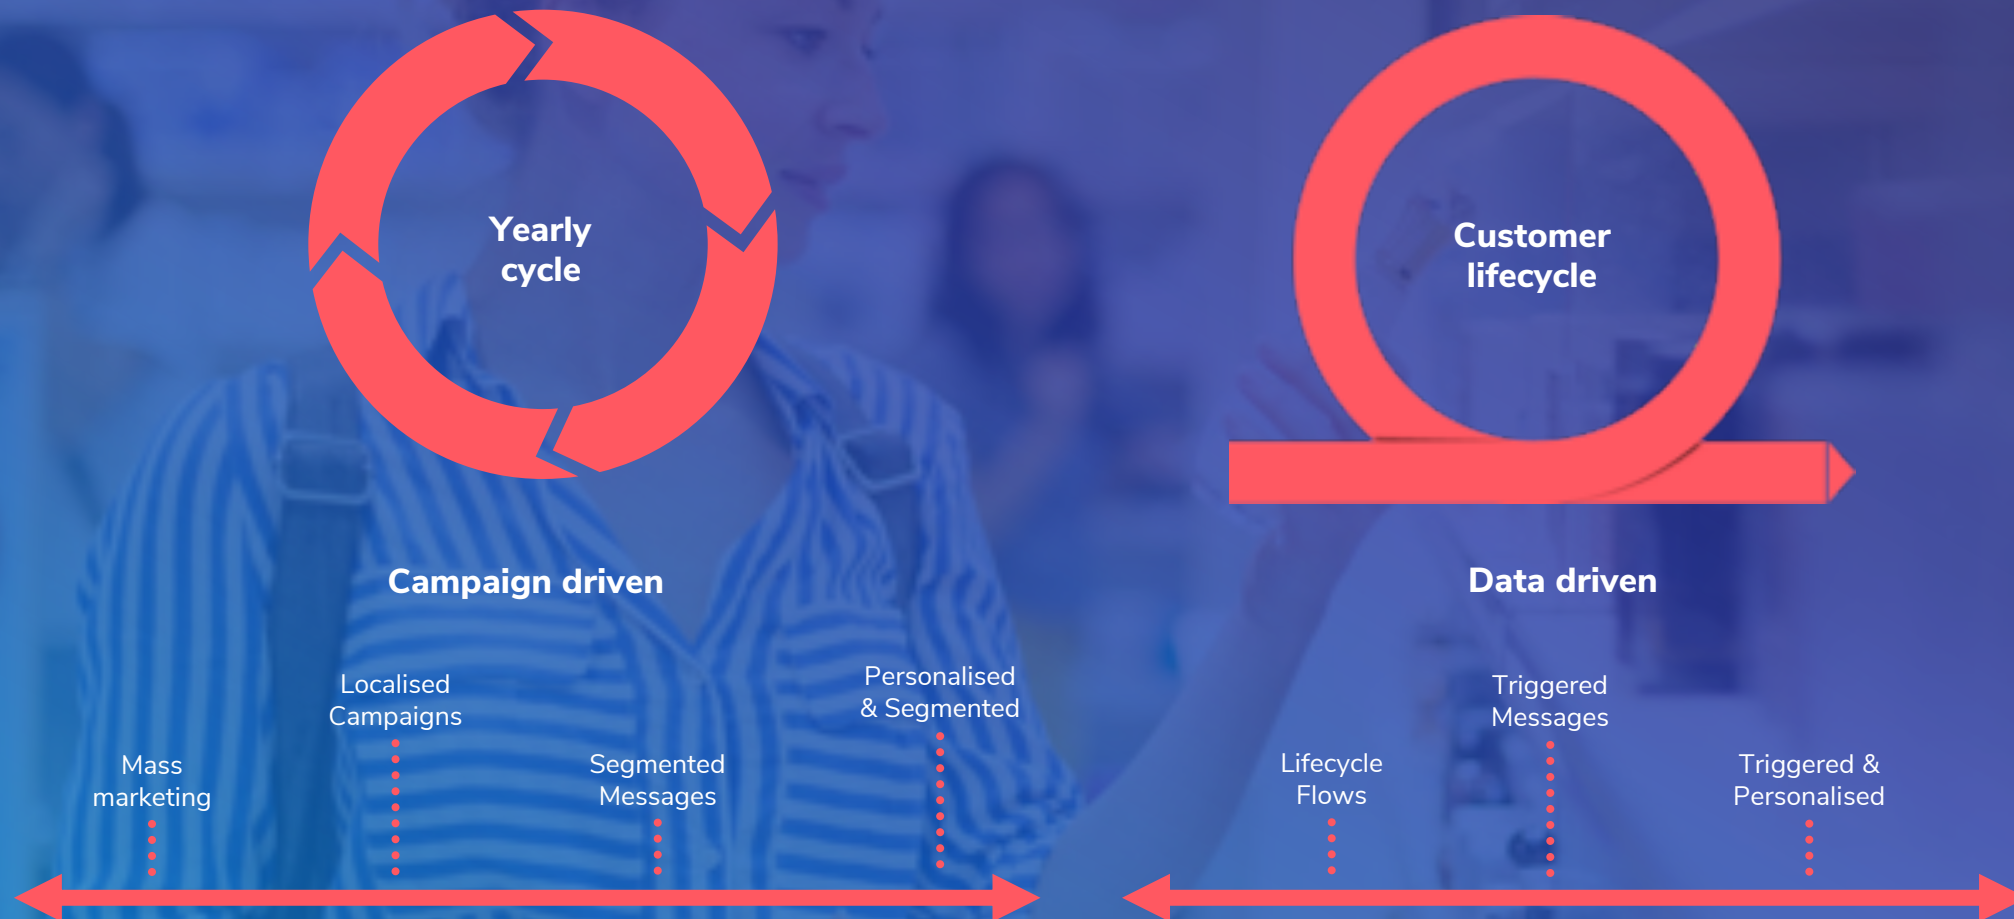 Yearly
cycle
Customer
lifecycle
Campaign driven
Data driven
Mass
marketing
Localised
Campaigns
Segmented
Messages
Personalised
& Segmented
Lifecycle
Flows
Triggered
Messages
Triggered &
Personalised